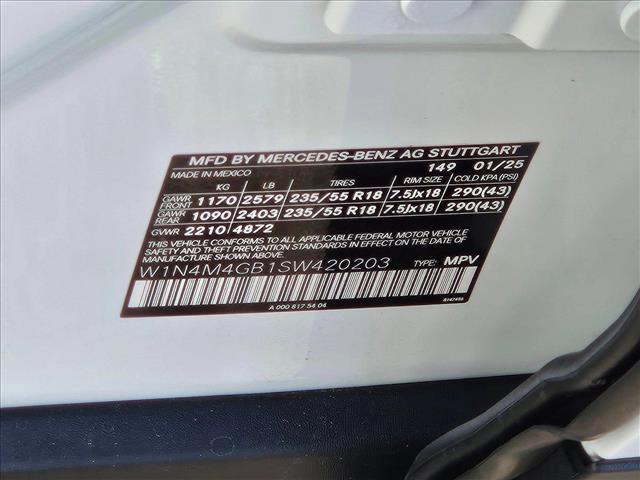 MFD BY MERCEDES-BENZ AG STUTTGART
MADE IN MEXICO 149 01/25
KG LB TIRES RIM SIZE COLD KPA (PSI)
GAWR FRONT 1170 2579 235/55 R18 7.5Jx18 290(43)
GAWR REAR 1090 2403 235/55 R18 7.5Jx18 290(43)
GVWR 2210 4872
THIS VEHICLE CONFORMS TO ALL APPLICABLE FEDERAL MOTOR VEHICLE
SAFETY AND THEFT PREVENTION STANDARDS IN EFFECT ON THE DATE OF
MANUFACTURE SHOWN ABOVE.
W1N4M4GB1SW420203 TYPE: MPV
A 000 817 54 04